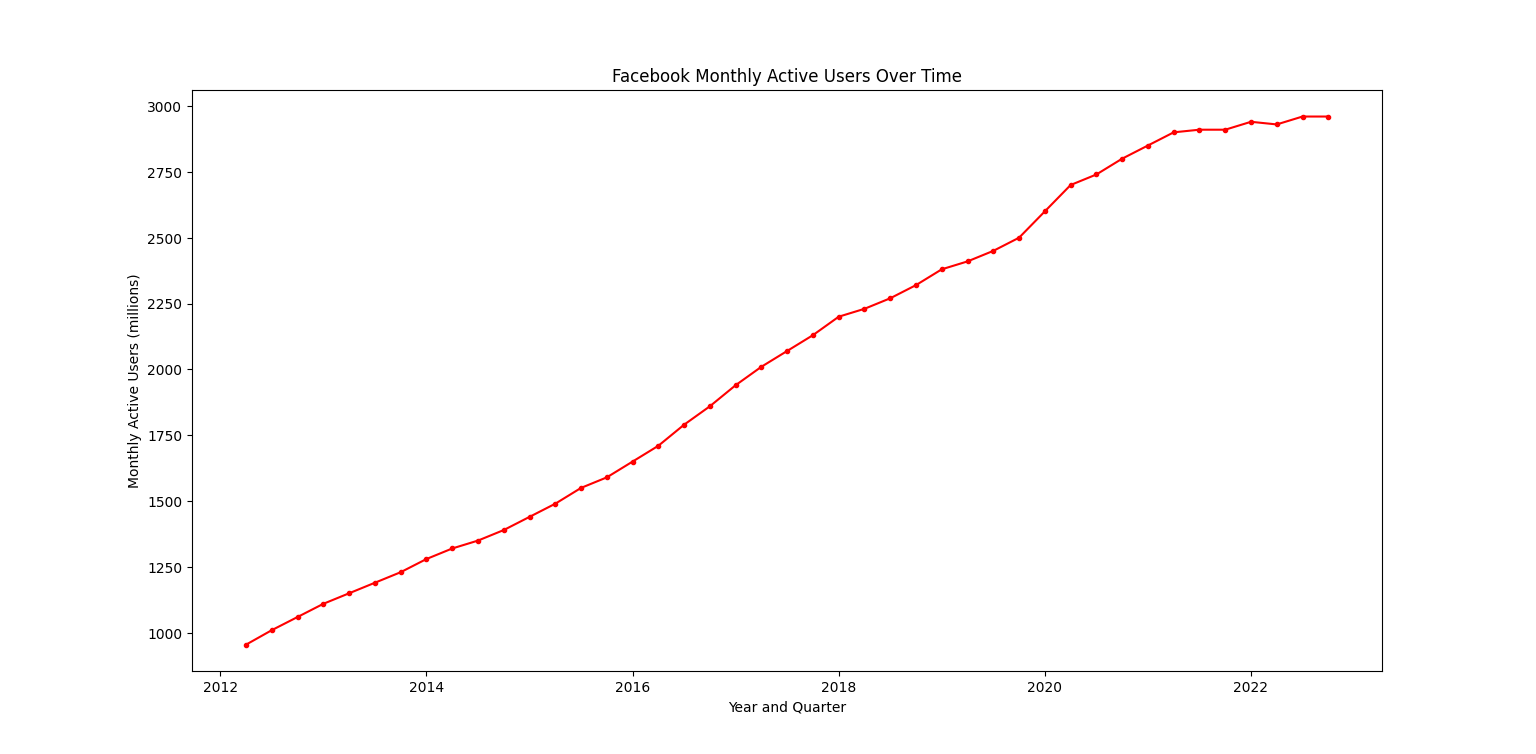 Facebook Monthly Active Users Over Time
Monthly Active Users (millions)
3000
2750
2500
2250
2000
1750
1500
1250
1000
2012 2014 2016 2018 2020 2022
Year and Quarter